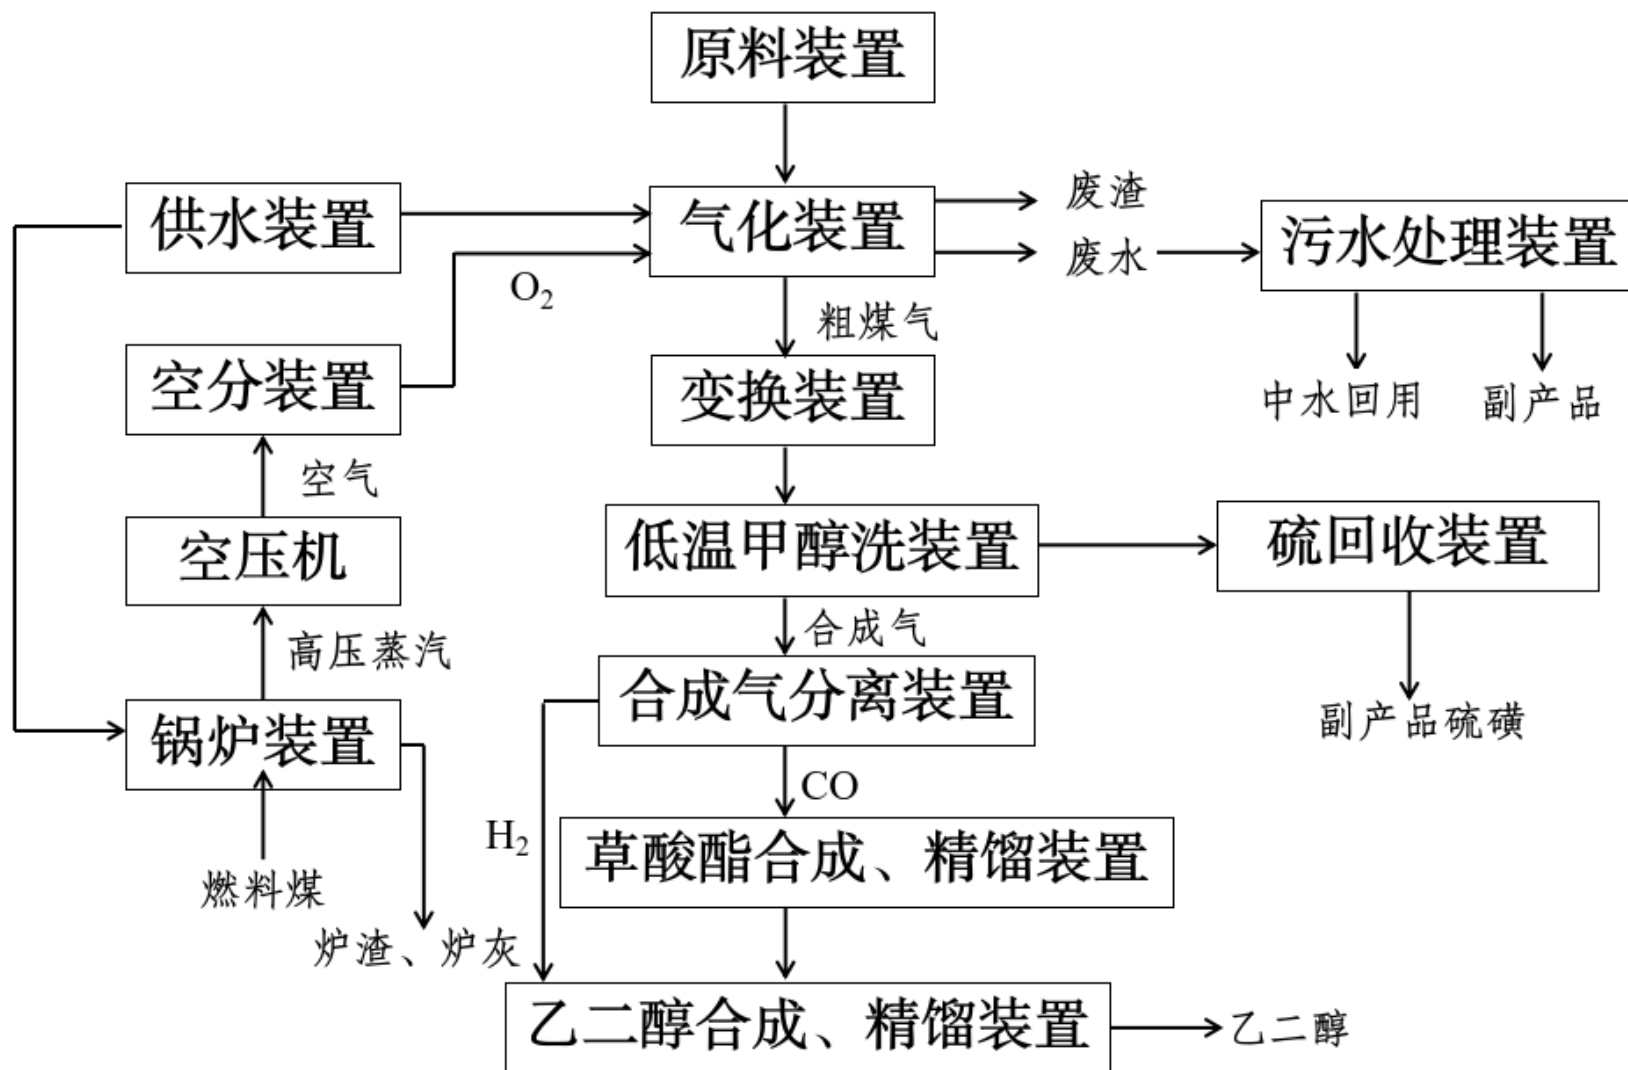 原料装置
供水装置
气化装置
废渣
废水
污水处理装置
O₂
粗煤气
空分装置
变换装置
中水回用
副产品
空气
空压机
低温甲醇洗装置
硫回收装置
高压蒸汽
合成气
锅炉装置
合成气分离装置
副产品硫磺
CO
H₂
草酸酯合成、精馏装置
燃料煤
炉渣、炉灰
乙二醇合成、精馏装置
乙二醇